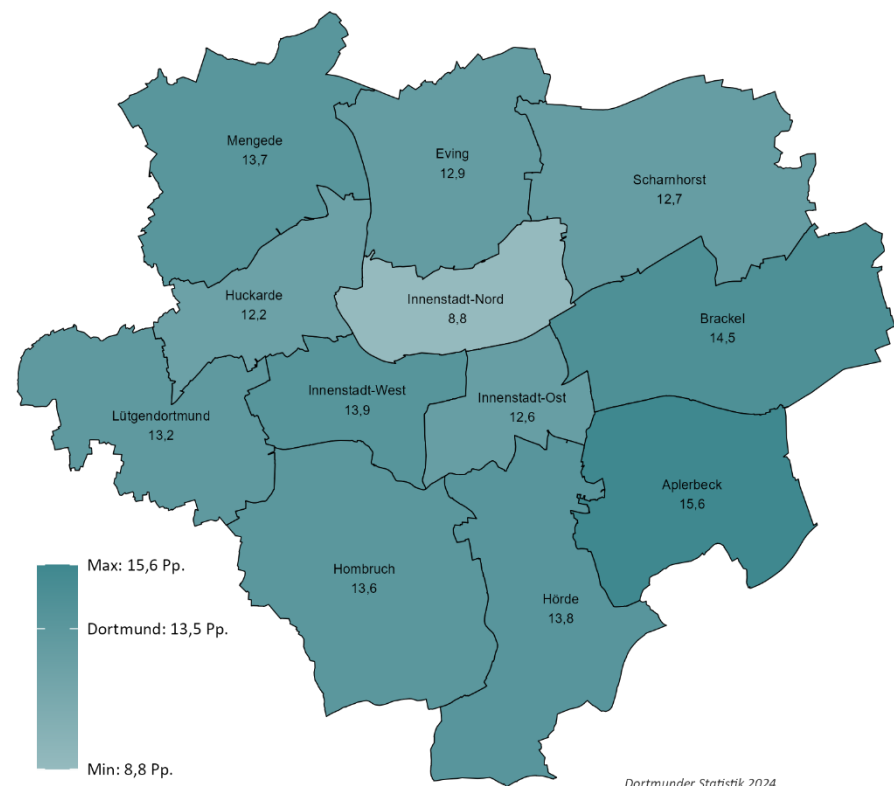 Mengede
13,7
Eving
12,9
Scharnhorst
12,7
Huckarde
12,2
Innenstadt-Nord
8,8
Brackel
14,5
Lütgendortmund
13,2
Innenstadt-West
13,9
Innenstadt-Ost
12,6
Aplerbeck
15,6
Hombruch
13,6
Hörde
13,8
Max: 15,6 Pp.
Dortmund: 13,5 Pp.
Min: 8,8 Pp.
Dortmunder Statistik 2024